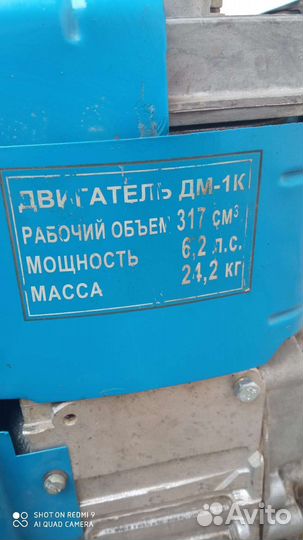 ДВИГАТЕЛЬ ДМ-1К
РАБОЧИЙ ОБЪЕМ 317 СМ³
МОЩНОСТЬ 6,2 Л.С.
МАССА 24,2 КГ
SHOT ON REDMI 9
AI QUAD CAMERA
Avito